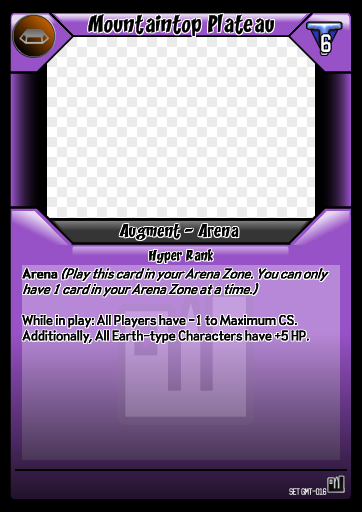 Mountaintop Plateau
6
Augment - Arena
Hyper Rank
Arena (Play this card in your Arena Zone. You can only
have 1 card in your Arena Zone at a time.)
While in play: All Players have -1 to Maximum CS.
Additionally, All Earth-type Characters have +5 HP.
SET GMT-016